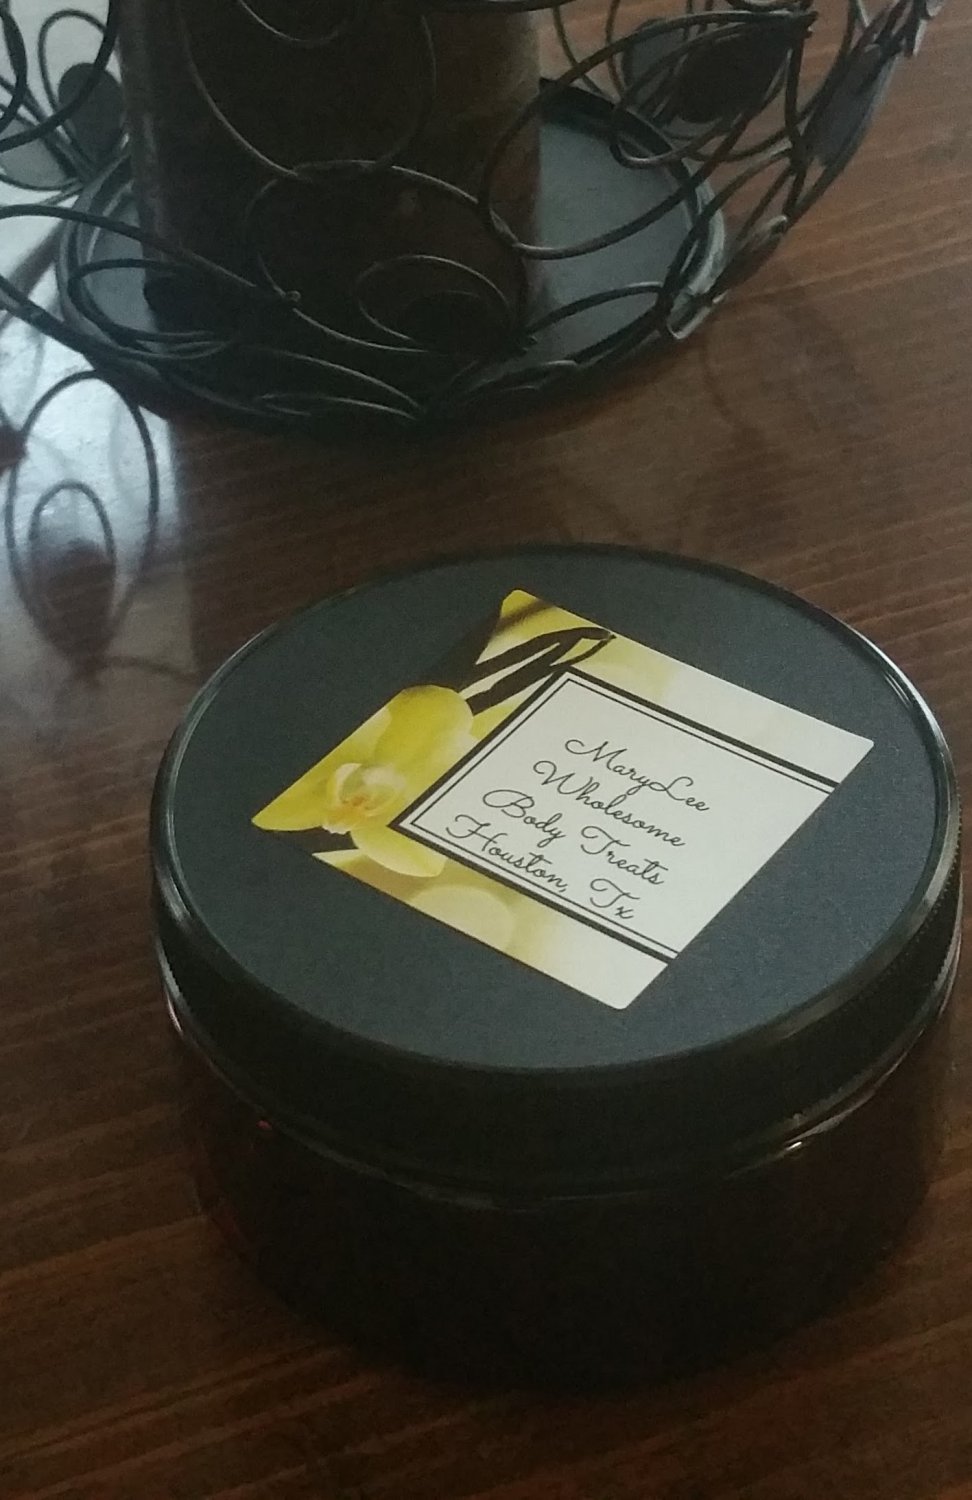 MaryLee
Wholesome
Body Treats
Houston, Tx